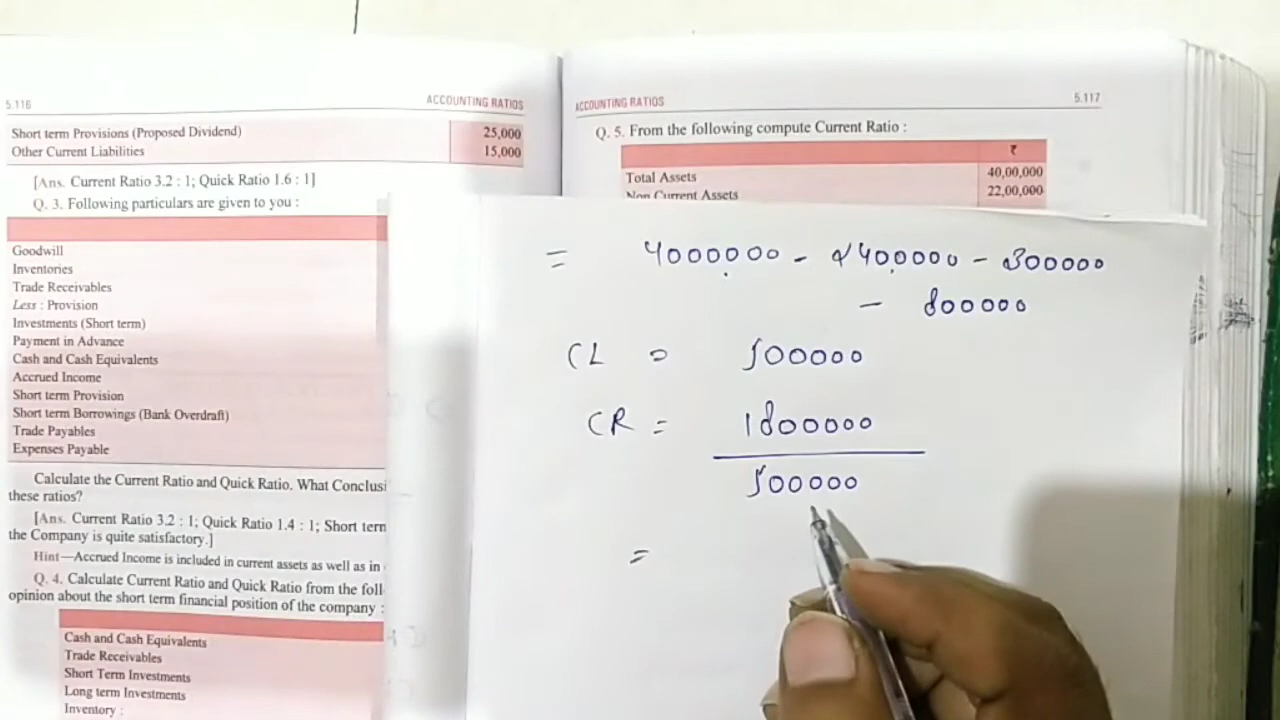 5.116
ACCOUNTING RATIOS
Short term Provisions (Proposed Dividend) 25,000
Other Current Liabilities 15,000
[Ans. Current Ratio 3.2 : 1; Quick Ratio 1.6 : 1]
Q. 3. Following particulars are given to you :
Goodwill
Inventories
Trade Receivables
Less : Provision
Investments (Short term)
Payment in Advance
Cash and Cash Equivalents
Accrued Income
Short term Provision
Short term Borrowings (Bank Overdraft)
Trade Payables
Expenses Payable
Calculate the Current Ratio and Quick Ratio. What Conclusi
these ratios?
[Ans. Current Ratio 3.2 : 1; Quick Ratio 1.4 : 1; Short term
the Company is quite satisfactory.]
Hint—Accrued Income is included in current assets as well as in
Q. 4. Calculate Current Ratio and Quick Ratio from the foll
opinion about the short term financial position of the company :
Cash and Cash Equivalents
Trade Receivables
Short Term Investments
Long term Investments
Inventory :
ACCOUNTING RATIOS
5.117
Q. 5. From the following compute Current Ratio :
₹
Total Assets 40,00,000
Non Current Assets 22,00,000
= 4000000 - 2400000 - 300000
- 800000
CL = 500000
CR = 1800000
500000
=